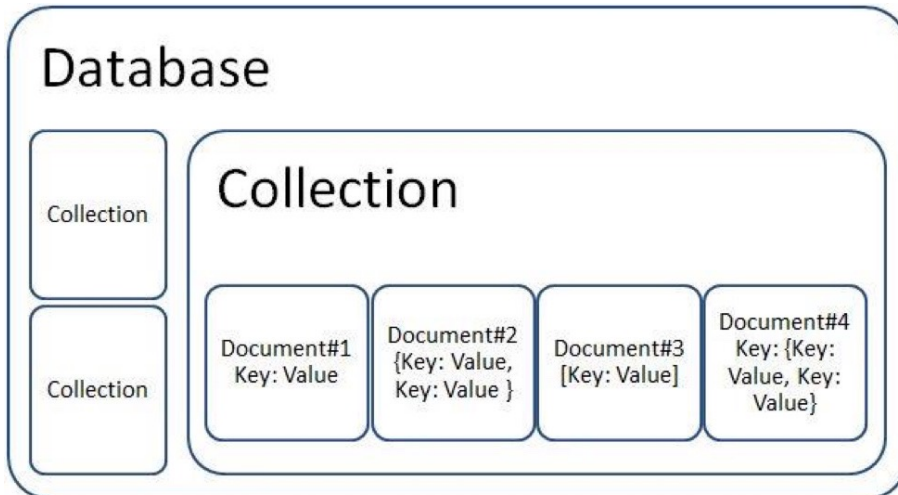 Database
Collection
Collection
Collection
Document#1
Key: Value
Document#2
{Key: Value,
Key: Value }
Document#3
[Key: Value]
Document#4
Key: {Key:
Value, Key:
Value}